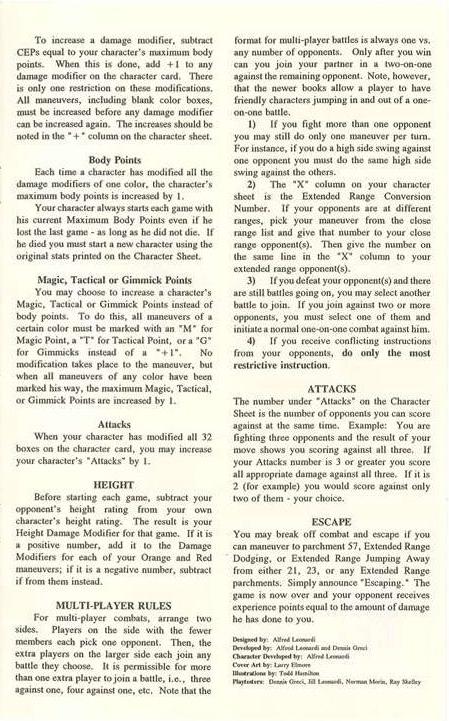 To increase a damage modifier, subtract
CEPs equal to your character's maximum body
points. When this is done, add +1 to any
damage modifier on the character card. There
is only one restriction on these modifications.
All maneuvers, including blank color boxes,
must be increased before any damage modifier
can be increased again. The increases should be
noted in the "+" column on the character sheet.
Body Points
Each time a character has modified all the
damage modifiers of one color, the character's
maximum body points is increased by 1.
Your character always starts each game with
his current Maximum Body Points even if he
lost the last game - as long as he did not die. If
he died you must start a new character using the
original stats printed on the Character Sheet.
Magic, Tactical or Gimmick Points
You may choose to increase a character's
Magic, Tactical or Gimmick Points instead of
body points. To do this, all maneuvers of a
certain color must be marked with an "M" for
Magic Point, a "T" for Tactical Point, or a "G"
for Gimmicks instead of a "+1". No
modification takes place to the maneuver, but
when all maneuvers of any color have been
marked his way, the maximum Magic, Tactical,
or Gimmick Points are increased by 1.
Attacks
When your character has modified all 32
boxes on the character card, you may increase
your character's "Attacks" by 1.
HEIGHT
Before starting each game, subtract your
opponent's height rating from your own
character's height rating. The result is your
Height Damage Modifier for that game. If it is
a positive number, add it to the Damage
Modifiers for each of your Orange and Red
maneuvers; if it is a negative number, subtract
if from them instead.
MULTI-PLAYER RULES
For multi-player combats, arrange two
sides. Players on the side with the fewer
members each pick one opponent. Then, the
extra players on the larger side each join any
battle they choose. It is permissible for more
than one extra player to join a battle, i.e., three
against one, four against one, etc. Note that the
format for multi-player battles is always one vs.
any number of opponents. Only after you win
can you join your partner in a two-on-one
against the remaining opponent. Note, however,
that the newer books allow a player to have
friendly characters jumping in and out of a one-
on-one battle.
1) If you fight more than one opponent
you may still do only one maneuver per turn.
For instance, if you do a high side swing against
one opponent you must do the same high side
swing against the others.
2) The "X" column on your character
sheet is the Extended Range Conversion
Number. If your opponents are at different
ranges, pick your maneuver from the close
range list and give that number to your close
range opponent(s). Then give the number on
the same line in the "X" column to your
extended range opponent(s).
3) If you defeat your opponent(s) and there
are still battles going on, you may select another
battle to join. If you join against two or more
opponents, you must select one of them and
initiate a normal one-on-one combat against him.
4) If you receive conflicting instructions
from your opponents, do only the most
restrictive instruction.
ATTACKS
The number under "Attacks" on the Character
Sheet is the number of opponents you can score
against at the same time. Example: You are
fighting three opponents and the result of your
move shows you scoring against all three. If
your Attacks number is 3 or greater you score
all appropriate damage against all three. If it is
2 (for example) you would score against only
two of them - your choice.
ESCAPE
You may break off combat and escape if you
can maneuver to parchment 57, Extended Range
Dodging, or Extended Range Jumping Away
from either 21, 23, or any Extended Range
parchments. Simply announce "Escaping." The
game is now over and your opponent receives
experience points equal to the amount of damage
he has done to you.
Designed by: Alfred Leonardi
Developed by: Alfred Leonardi and Dennis Greci
Character Developed by: Alfred Leonardi
Cover Art by: Larry Elmore
Illustrations by: Todd Hamilton
Playtesters: Dennis Greci, Jill Leonardi, Norman Morin, Ray Skelley